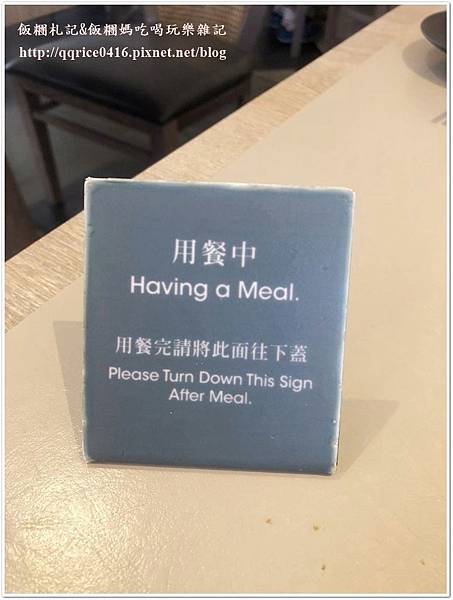 飯糰札記&飯糰媽吃喝玩樂雜記
http://qqrice0416.pixnet.net/blog
用餐中
Having a Meal.
用餐完請將此面往下蓋
Please Turn Down This Sign
After Meal.